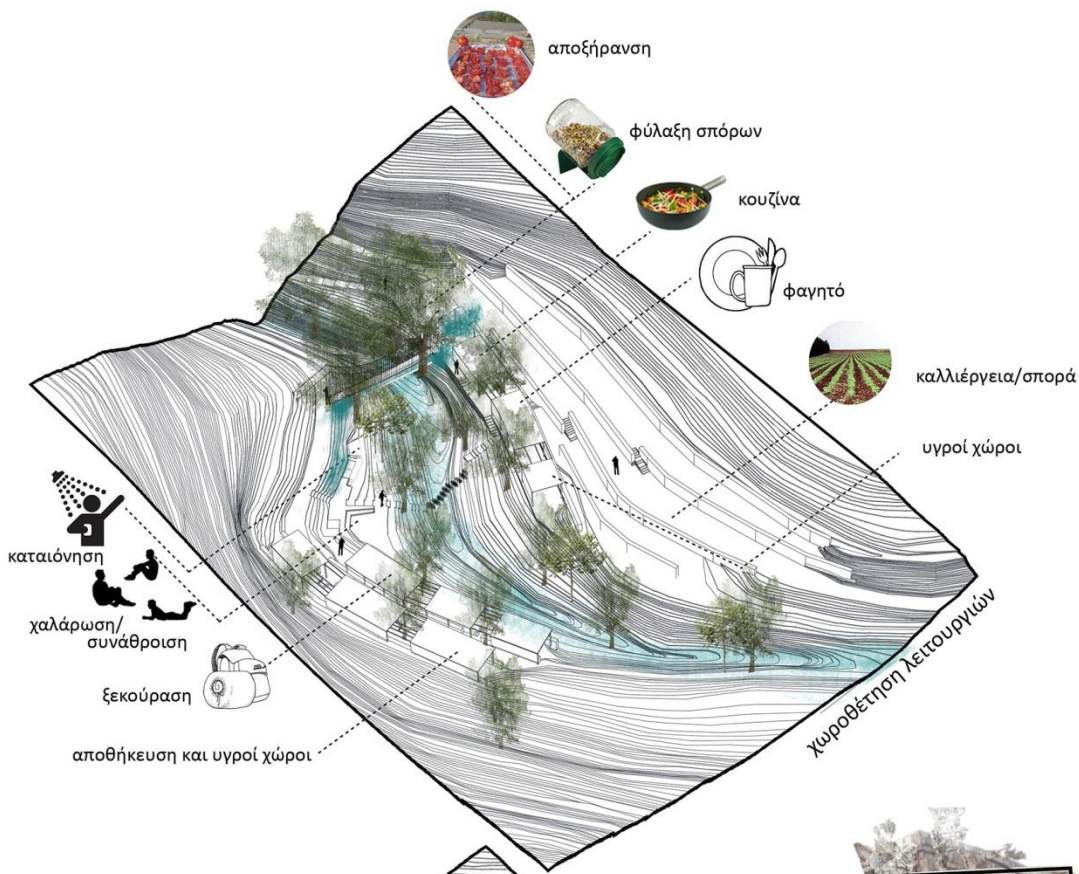 αποξήρανση
φύλαξη σπόρων
κουζίνα
φαγητό
καλλιέργεια/σπορά
υγροί χώροι
καταιόνηση
χαλάρωση/
συνάθροιση
ξεκούραση
αποθήκευση και υγροί χώροι
χωροθέτηση λειτουργιών